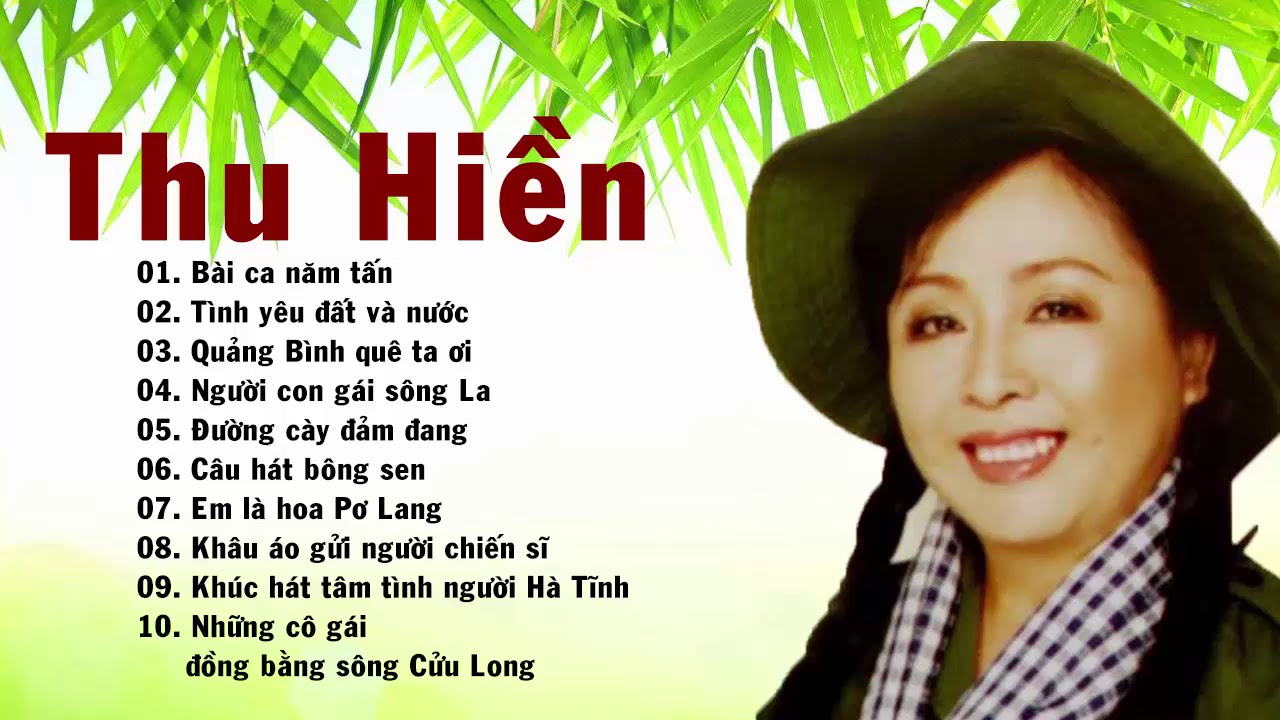 Thu Hiền
01. Bài ca năm tấn
02. Tình yêu đất và nước
03. Quảng Bình quê ta ơi
04. Người con gái sông La
05. Đường cày đảm đang
06. Câu hát bông sen
07. Em là hoa Pơ Lang
08. Khâu áo gửi người chiến sĩ
09. Khúc hát tâm tình người Hà Tĩnh
10. Những cô gái
đồng bằng sông Cửu Long